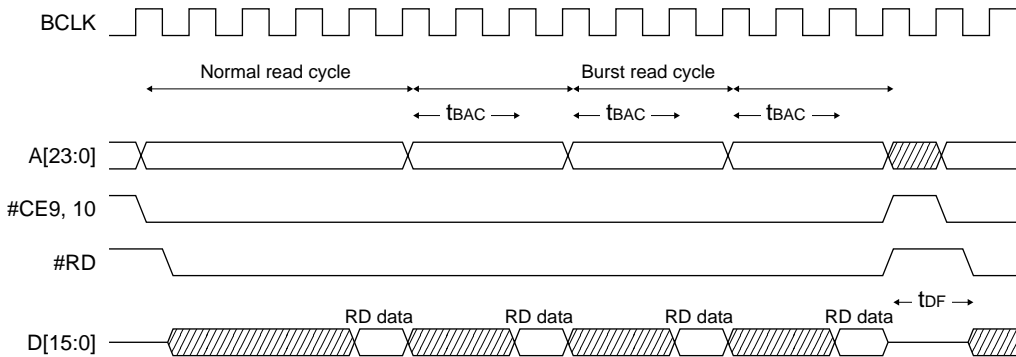 BCLK
Normal read cycle Burst read cycle
tBAC tBAC tBAC
A[23:0]
#CE9, 10
#RD
tDF
RD data RD data RD data RD data
D[15:0]